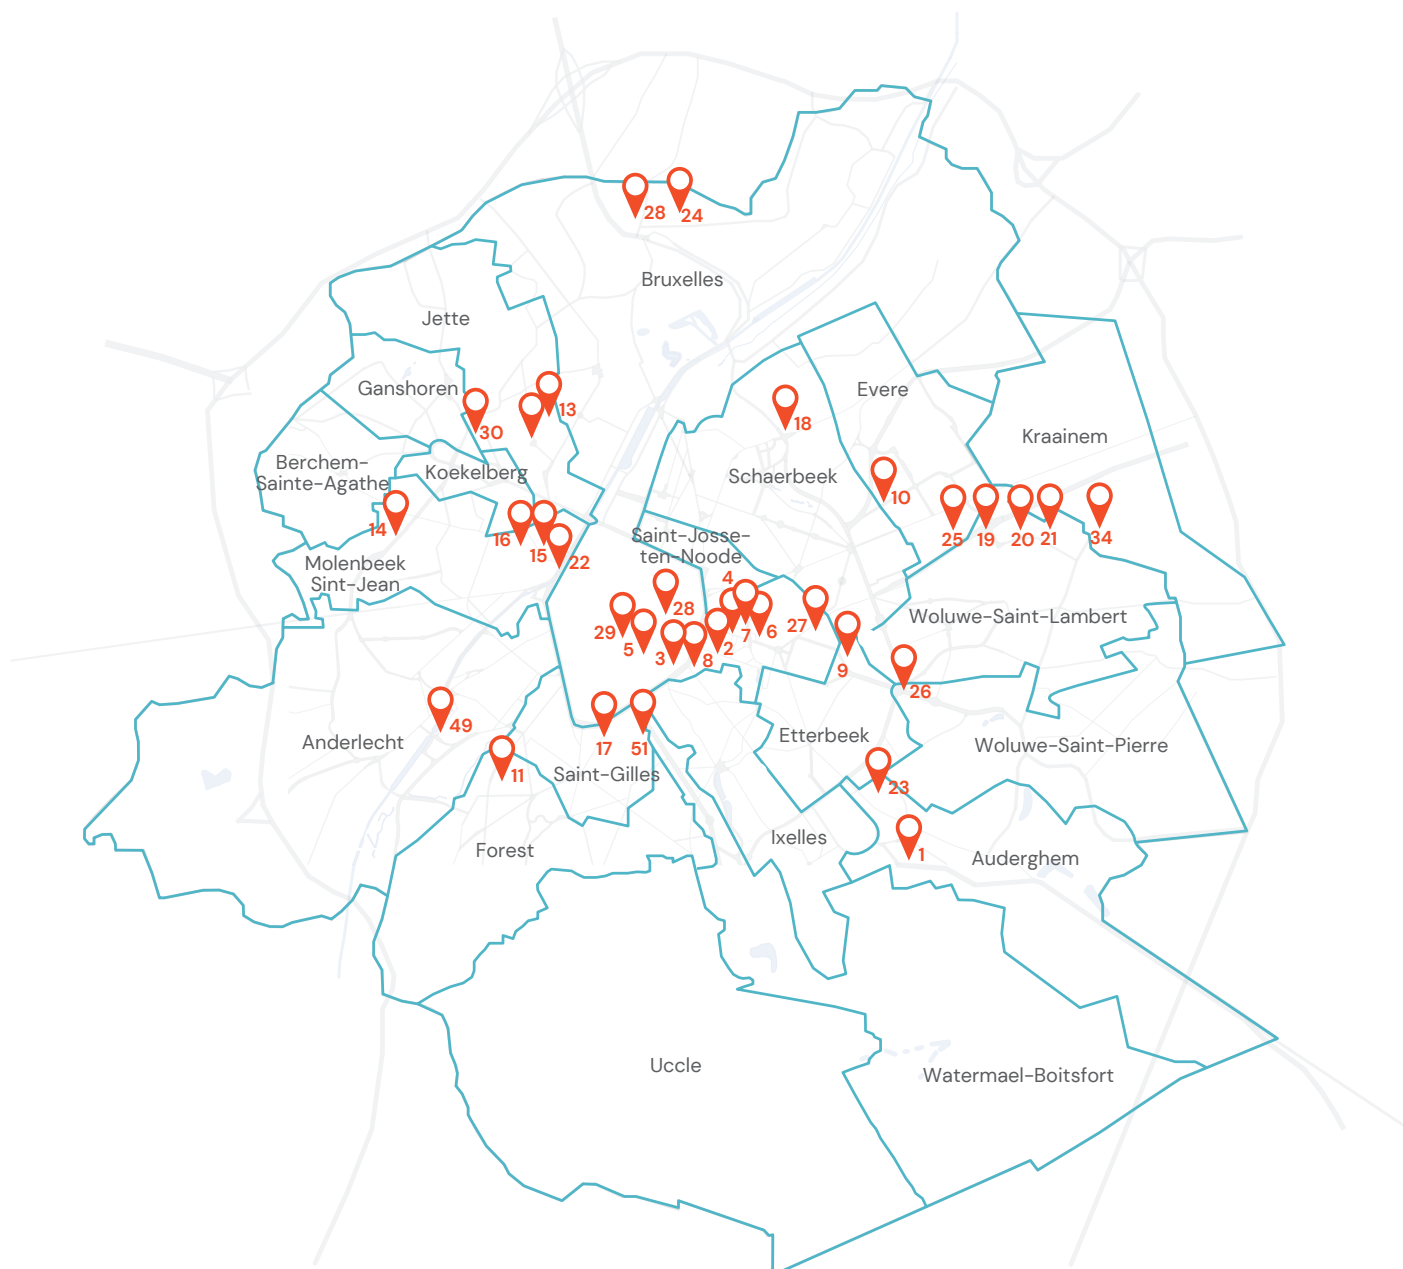 28
24
Bruxelles
Jette
Ganshoren
Evere
13
18
30
Kraainem
Berchem-
Sainte-Agathe
Koekelberg
Schaerbeek
10
14
16
15
22
25
19
20
21
34
Saint-Josse-
ten-Noode
Molenbeek
Sint-Jean
4
28
29
5
3
8
2
7
6
27
9
Woluwe-Saint-Lambert
26
49
17
51
Anderlecht
11
Saint-Gilles
Etterbeek
Woluwe-Saint-Pierre
23
Forest
Ixelles
1
Auderghem
Uccle
Watermael-Boitsfort